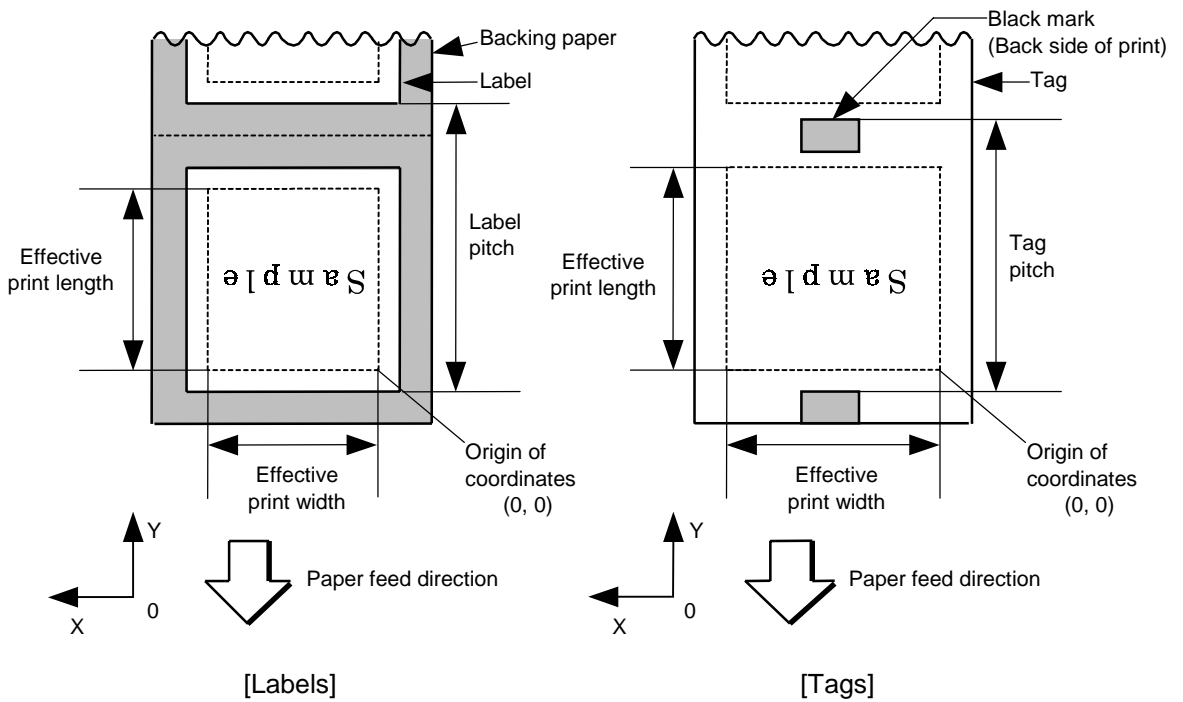 Backing paper
Label
Label
pitch
Effective
print length
Sample
Effective
print width
Origin of
coordinates
(0, 0)
Y
0
X
Paper feed direction
[Labels]
Black mark
(Back side of print)
Tag
Tag
pitch
Effective
print length
Sample
Effective
print width
Origin of
coordinates
(0, 0)
Y
0
X
Paper feed direction
[Tags]